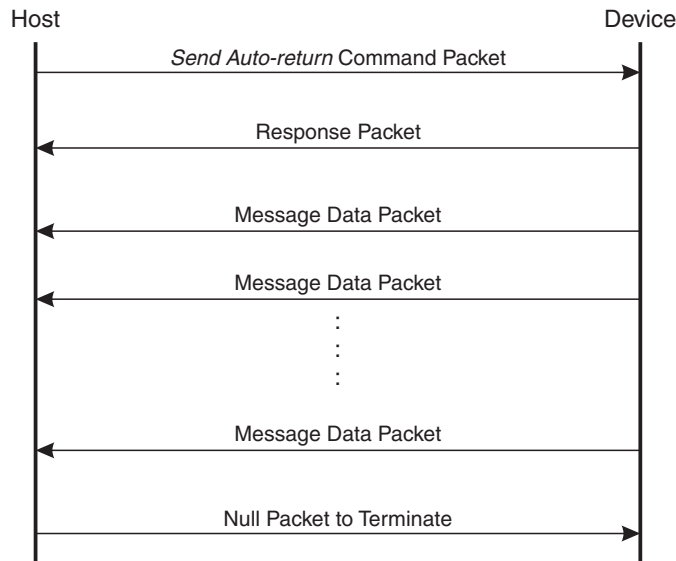 Host Device
Send Auto-return Command Packet
Response Packet
Message Data Packet
Message Data Packet
Message Data Packet
Null Packet to Terminate